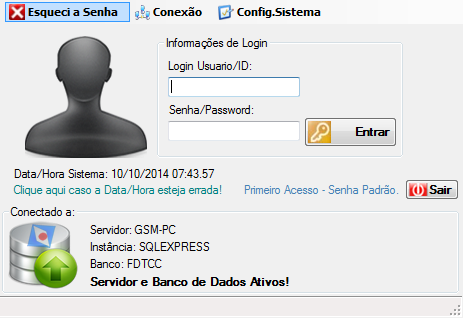 Esqueci a Senha Conexão Config.Sistema
Informações de Login
Login Usuario/ID:
Senha/Password:
Entrar
Data/Hora Sistema: 10/10/2014 07:43:57
Clique aqui caso a Data/Hora esteja errada!
Primeiro Acesso - Senha Padrão. Sair
Conectado a:
Servidor: GSM-PC
Instância: SQLEXPRESS
Banco: FDTCC
Servidor e Banco de Dados Ativos!